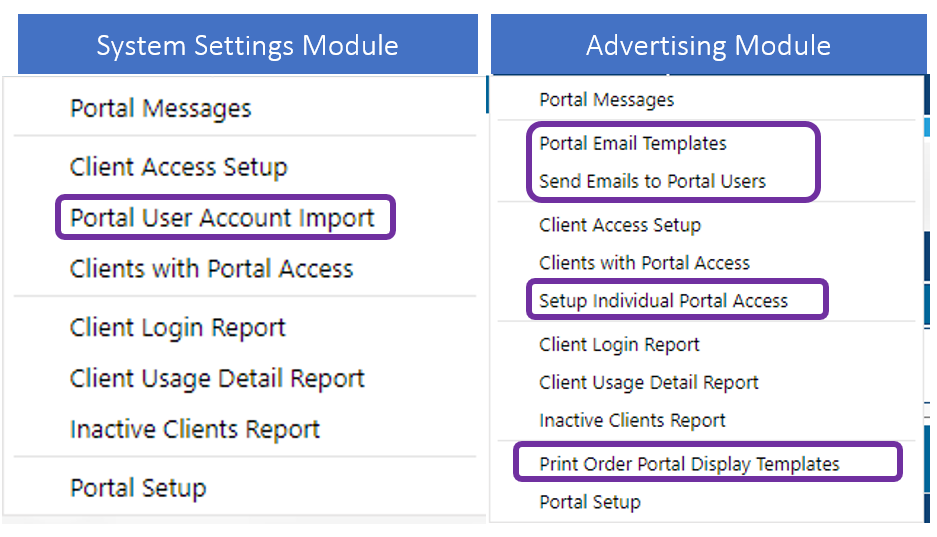 System Settings Module
Portal Messages
Client Access Setup
Portal User Account Import
Clients with Portal Access
Client Login Report
Client Usage Detail Report
Inactive Clients Report
Portal Setup
Advertising Module
Portal Messages
Portal Email Templates
Send Emails to Portal Users
Client Access Setup
Clients with Portal Access
Setup Individual Portal Access
Client Login Report
Client Usage Detail Report
Inactive Clients Report
Print Order Portal Display Templates
Portal Setup